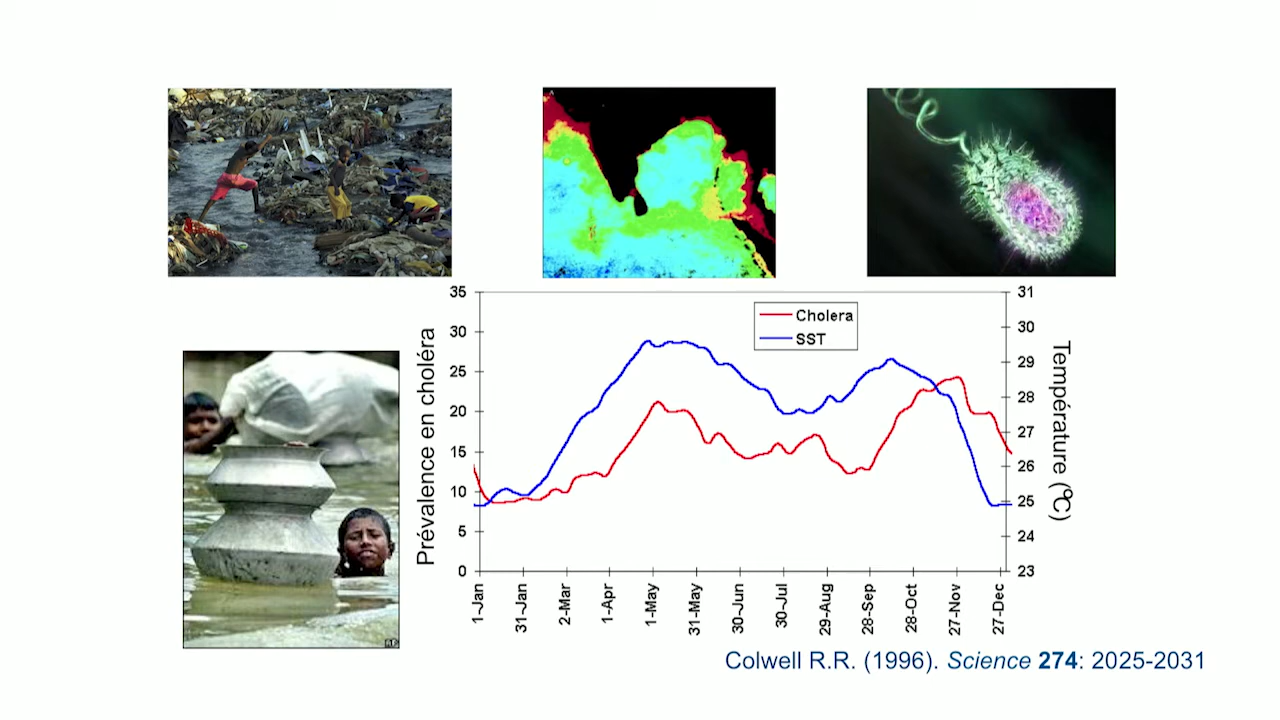 35
30
25
20
15
10
5
0
Prévalence en choléra
Cholera
SST
31
30
29
28
27
26
25
24
23
Température (°C)
1-Jan
31-Jan
2-Mar
1-Apr
1-May
31-May
30-Jun
30-Jul
29-Aug
28-Sep
28-Oct
27-Nov
27-Dec
Colwell R.R. (1996). Science 274: 2025-2031